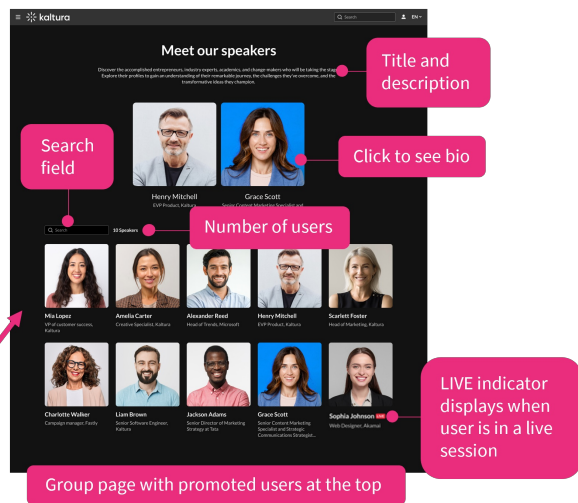 kaltura
Search
EN
Meet our speakers
Discover the accomplished entrepreneurs, industry experts, academics, and change-makers who will be taking the stag
Explore their profiles to gain an understanding of their remarkable journey, the challenges they've overcome, and the
transformative ideas they champion.
Title and
description
Search
field
Click to see bio
Henry Mitchell
EVP Product, Kaltura
Grace Scott
Senior Content Marketing Specialist and
Search
10 Speakers
Number of users
Mia Lopez
VP of customer success,
Kaltura
Amelia Carter
Creative Specialist, Kaltura
Alexander Reed
Head of Trends, Microsoft
Henry Mitchell
EVP Product, Kaltura
Scarlett Foster
Head of Marketing, Kaltura
Charlotte Walker
Campaign manager, Fastly
Liam Brown
Senior Software Engineer,
Kaltura
Jackson Adams
Senior Director of Marketing
Strategy at Tata
Grace Scott
Senior Content Marketing
Specialist and Strategic
Communications Strategist...
Sophia Johnson LIVE
Web Designer, Akamai
LIVE indicator
displays when
user is in a live
session
Group page with promoted users at the top